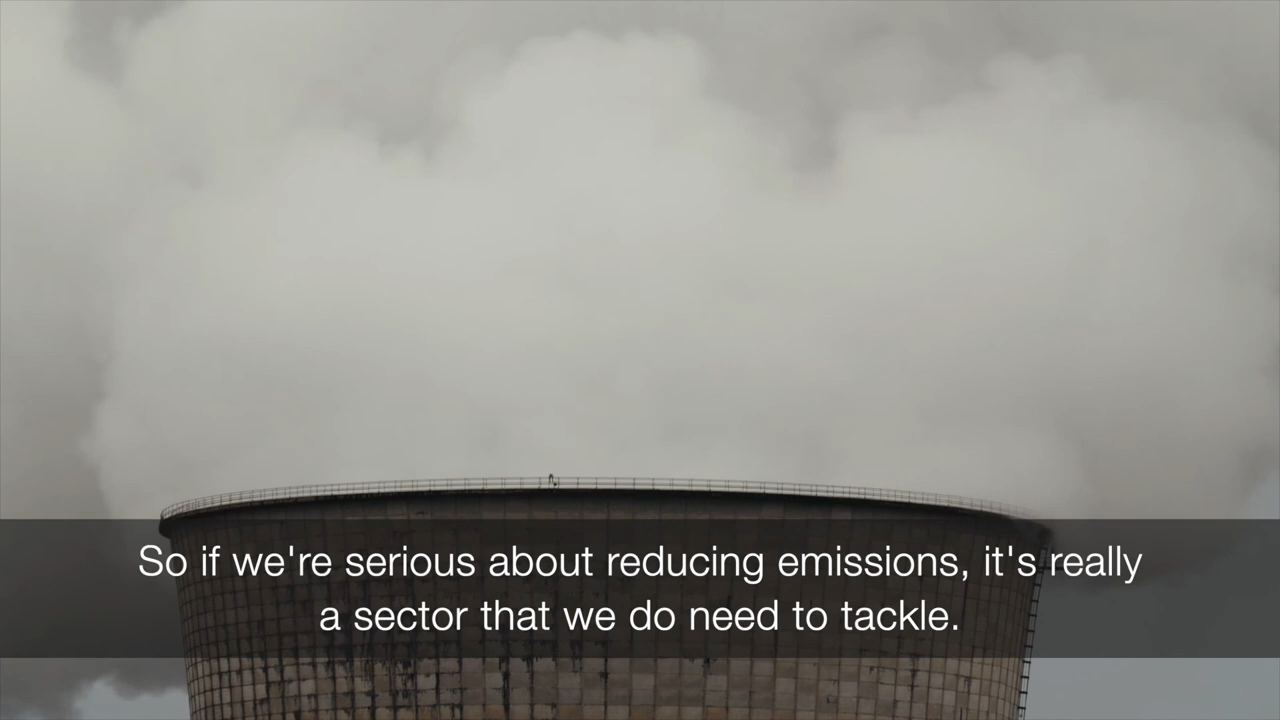 So if we're serious about reducing emissions, it's really
a sector that we do need to tackle.